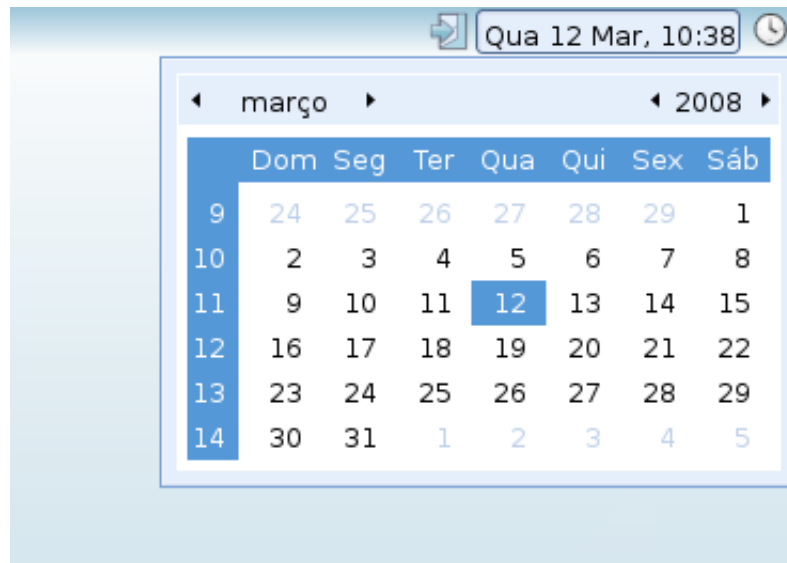 Qua 12 Mar, 10:38
março 2008
Dom Seg Ter Qua Qui Sex Sáb
9 24 25 26 27 28 29 1
10 2 3 4 5 6 7 8
11 9 10 11 12 13 14 15
12 16 17 18 19 20 21 22
13 23 24 25 26 27 28 29
14 30 31 1 2 3 4 5